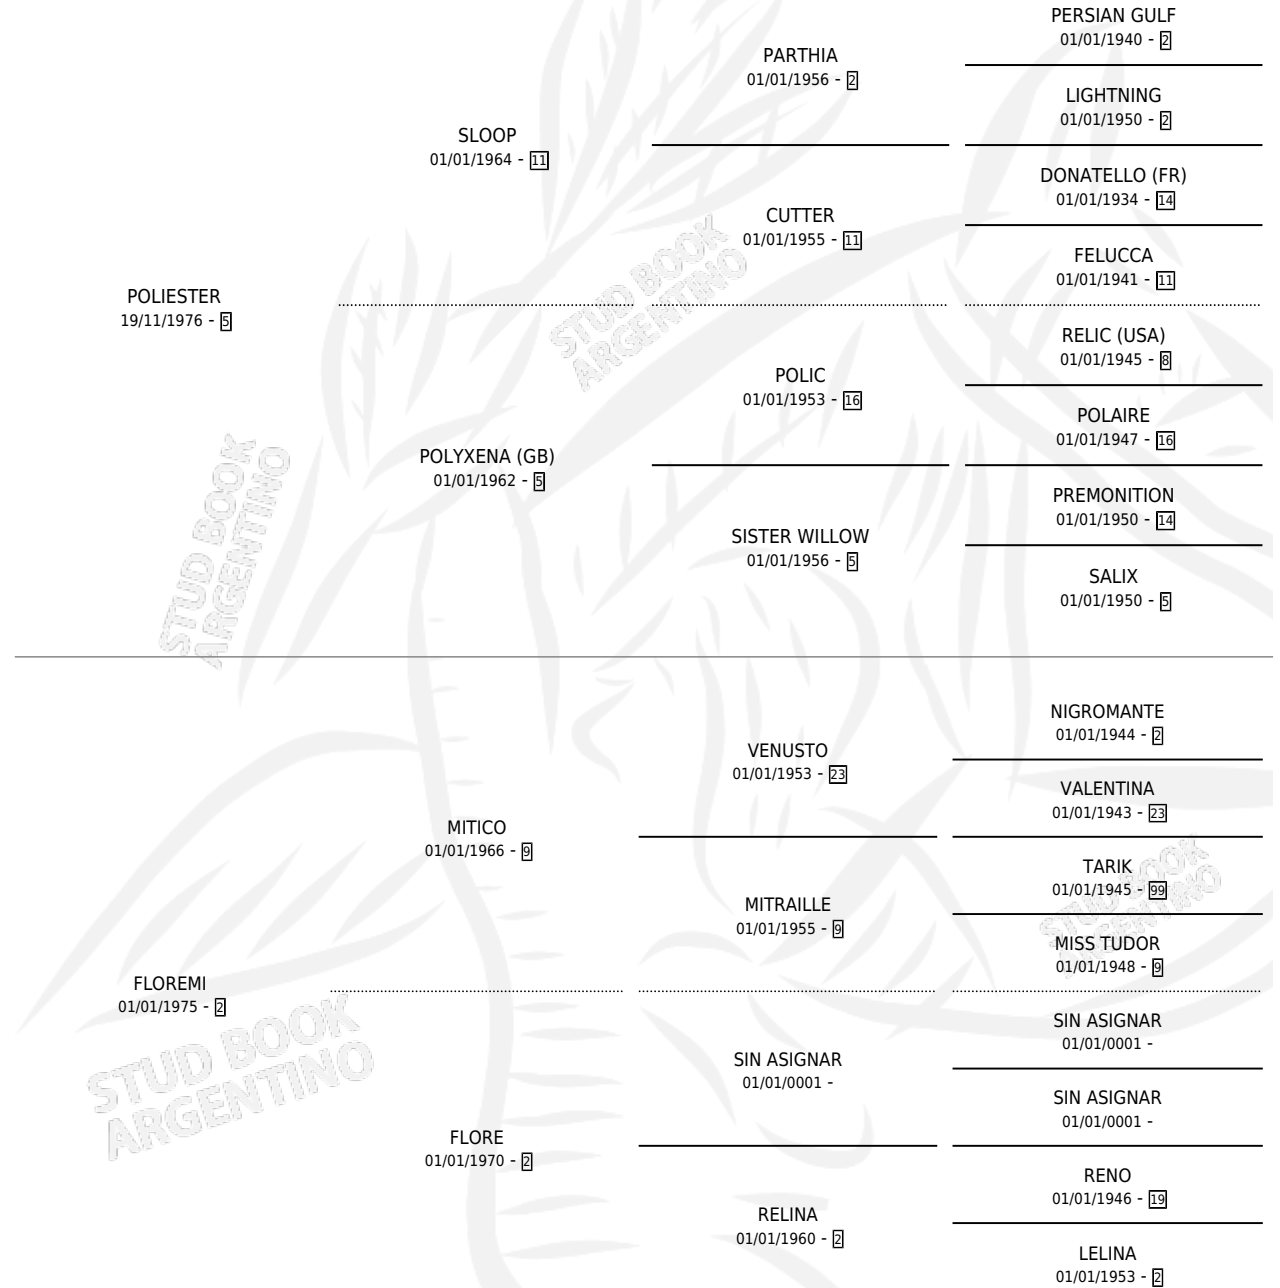 PERSIAN GULF
01/01/1940 - 2
PARTHIA
01/01/1956 - 2
LIGHTNING
01/01/1950 - 2
SLOOP
01/01/1964 - 11
DONATELLO (FR)
01/01/1934 - 14
CUTTER
01/01/1955 - 11
FELUCCA
01/01/1941 - 11
POLIESTER
19/11/1976 - 5
RELIC (USA)
01/01/1945 - 8
POLIC
01/01/1953 - 16
POLAIRE
01/01/1947 - 16
POLYXENA (GB)
01/01/1962 - 5
PREMONITION
01/01/1950 - 14
SISTER WILLOW
01/01/1956 - 5
SALIX
01/01/1950 - 5
STUD BOOK
ARGENTINO
STUD BOOK
ARGENTINO
NIGROMANTE
01/01/1944 - 2
VENUSTO
01/01/1953 - 23
VALENTINA
01/01/1943 - 23
MITICO
01/01/1966 - 9
TARIK
01/01/1945 - 99
MITRAILLE
01/01/1955 - 9
MISS TUDOR
01/01/1948 - 9
STUD BOOK
ARGENTINO
FLOREMI
01/01/1975 - 2
SIN ASIGNAR
01/01/0001 -
SIN ASIGNAR
01/01/0001 -
SIN ASIGNAR
01/01/0001 -
FLORE
01/01/1970 - 2
RENO
01/01/1946 - 19
RELINA
01/01/1960 - 2
LELINA
01/01/1953 - 2
STUD BOOK
ARGENTINO